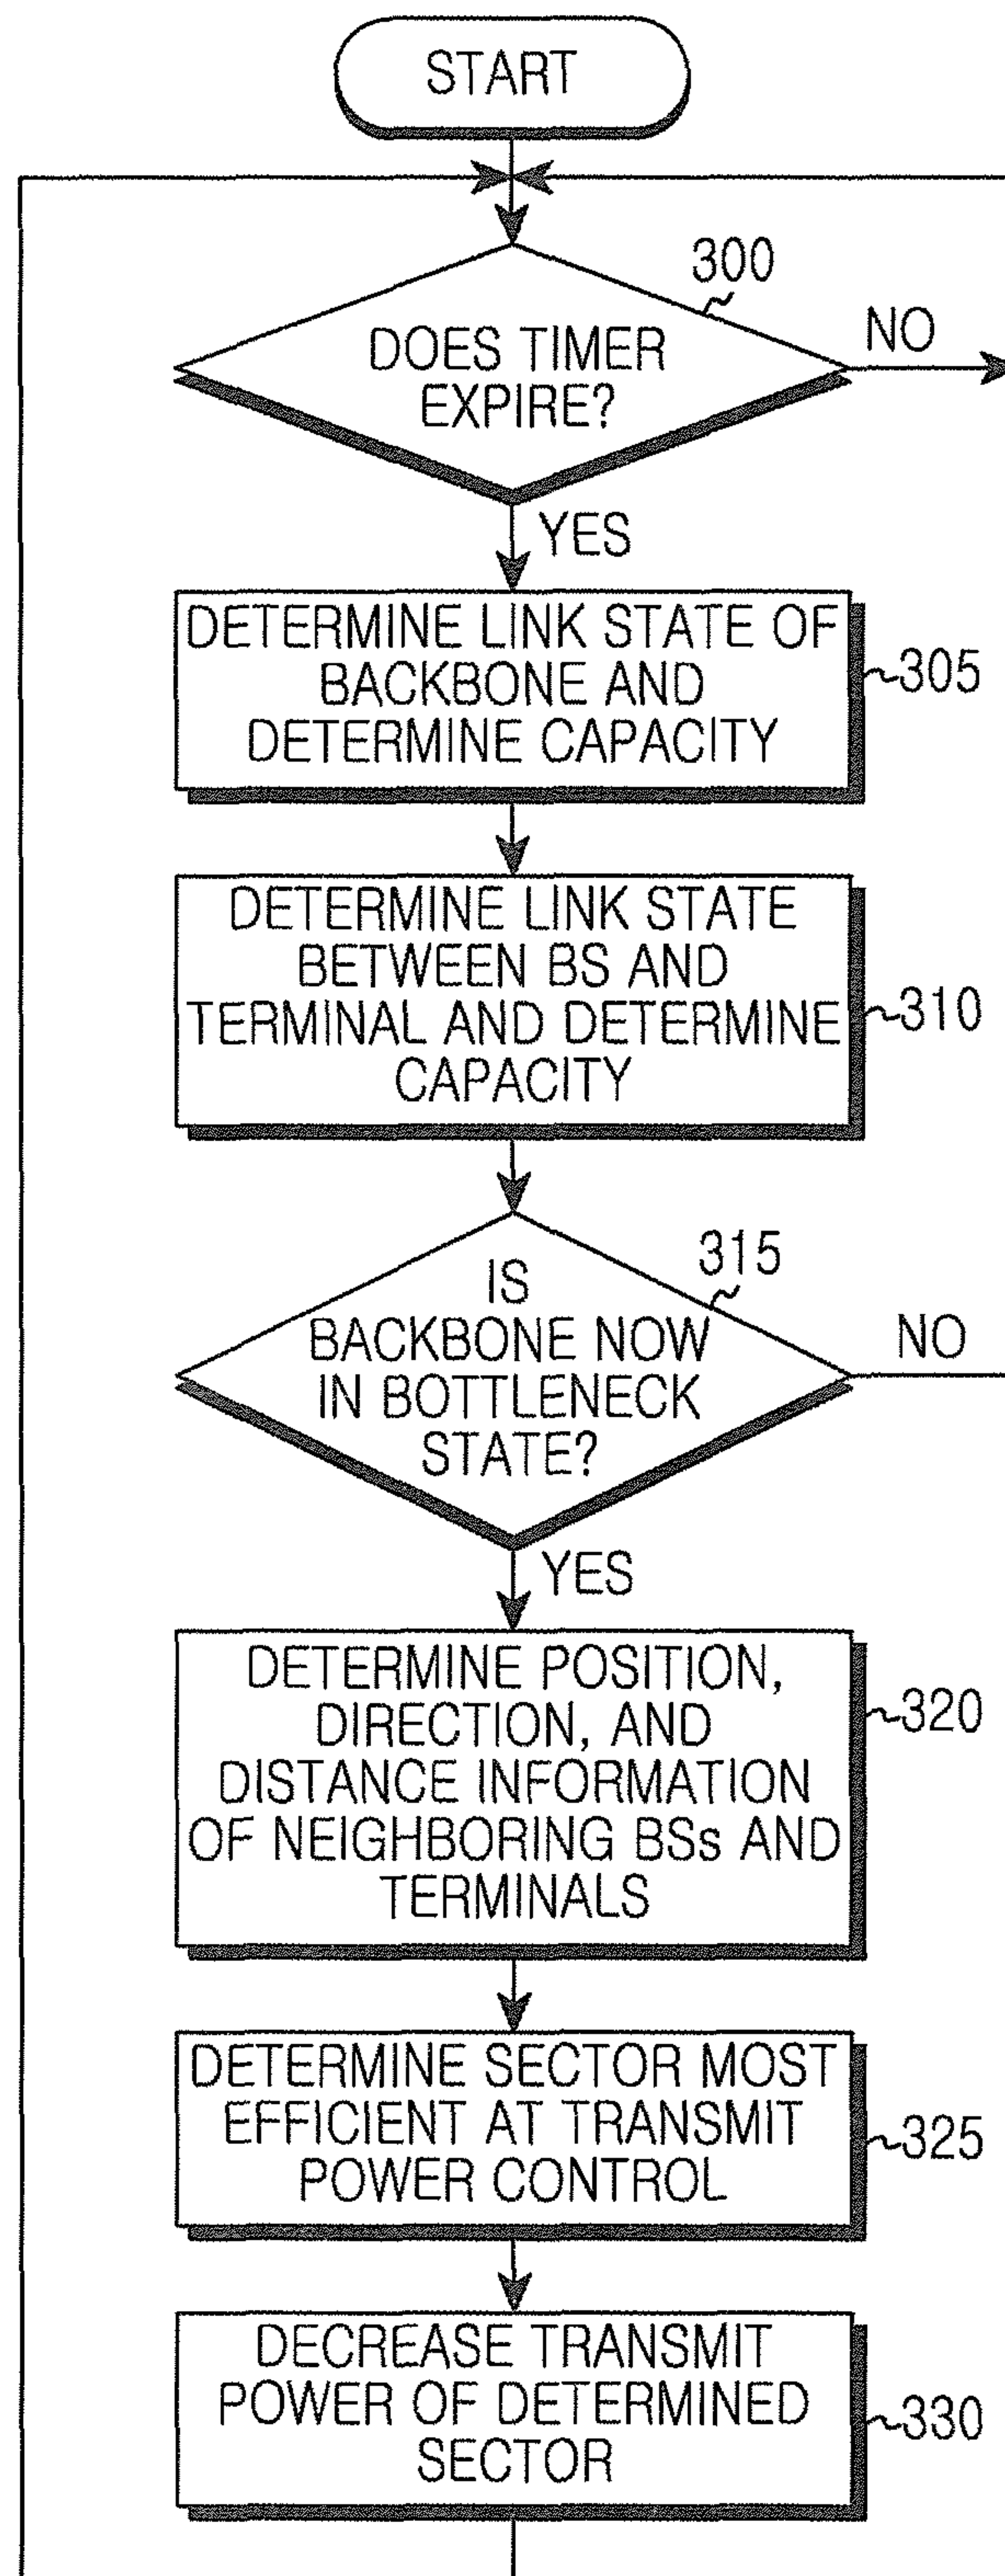 START
300
DOES TIMER
EXPIRE?
NO
YES
DETERMINE LINK STATE OF
BACKBONE AND
DETERMINE CAPACITY
305
DETERMINE LINK STATE
BETWEEN BS AND
TERMINAL AND DETERMINE
CAPACITY
310
315
IS
BACKBONE NOW
IN BOTTLENECK
STATE?
NO
YES
DETERMINE POSITION,
DIRECTION, AND
DISTANCE INFORMATION
OF NEIGHBORING BSs AND
TERMINALS
320
DETERMINE SECTOR MOST
EFFICIENT AT TRANSMIT
POWER CONTROL
325
DECREASE TRANSMIT
POWER OF DETERMINED
SECTOR
330